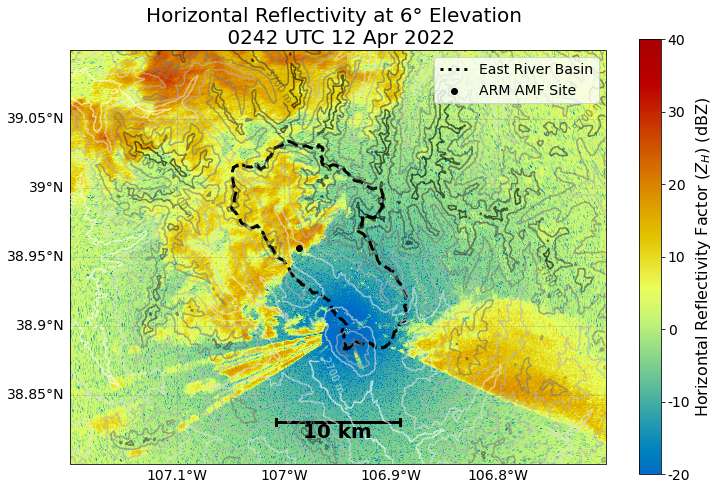 Horizontal Reflectivity at 6° Elevation
0242 UTC 12 Apr 2022
East River Basin
ARM AMF Site
39.05°N
39°N
38.95°N
38.9°N
38.85°N
107.1°W
107°W
106.9°W
106.8°W
10 km
40
30
20
10
0
-10
-20
Horizontal Reflectivity Factor (Z_H) (dBZ)